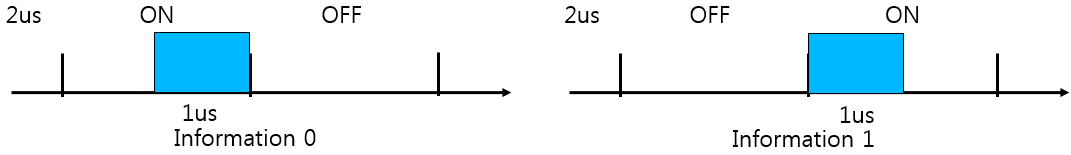 2us ON OFF
1us
Information 0
2us OFF ON
1us
Information 1